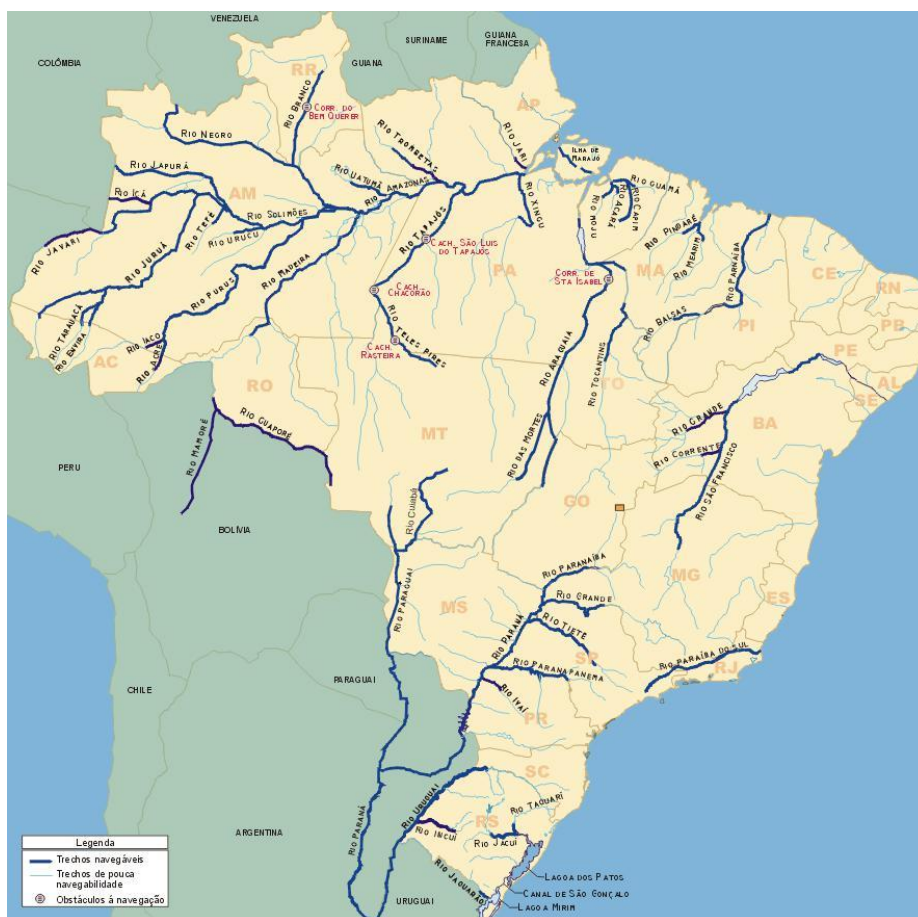 VENEZUELA
SURINAME
GUIANA
FRANCESA
COLÔMBIA
GUIANA
RR
AP
RIO BRANCO
CORR. DO
BEM QUERER
RIO NEGRO
RIO TROMBETAS
RIO JARI
ILHA DE
MARAJÓ
RIO JAPURÁ
RIO UATUMÃ
AMAZONAS
RIO
RIO GUAMÁ
RIO IÇÁ
AM
RIO TEFÉ
RIO SOLIMÕES
RIO XINGU
RIO MOJU
RIO ACARÁ
RIO CAPIM
RIO JAVARI
RIO JURUÁ
RIO URUCU
RIO TAPAJÓS
CACH. SÃO LUIS
DO TAPAJÓS
RIO PINDARÉ
RIO MEARIM
RIO PARNAÍBA
RIO PURUS
RIO MADEIRA
PA
CORR. DE
STA ISABEL
MA
CE
RN
CACH.
CHACORÃO
RIO TARAUACÁ
RIO ENVIRA
RIO IACO
RIO ACRE
AC
RIO TELES PIRES
CACH.
RASTEIRA
RIO BALSAS
PI
PB
PE
AL
SE
RO
RIO ARAGUAIA
RIO TOCANTINS
TO
RIO GUAPORÉ
RIO MAMORÉ
MT
RIO DAS MORTES
RIO GRANDE
BA
RIO CORRENTE
RIO SÃO FRANCISCO
PERU
BOLÍVIA
RIO CUIABÁ
GO
RIO PARAGUAI
MS
RIO PARANAÍBA
MG
ES
RIO GRANDE
RIO PARANÁ
RIO TIETE
SP
RIO PARAÍBA DO SUL
RJ
RIO PARANAPANEMA
CHILE
PARAGUAI
RIO IVAÍ
PR
SC
RIO URUGUAI
RIO TAQUARÍ
RS
RIO PARANÁ
ARGENTINA
RIO JACUÍ
LAGOA DOS PATOS
RIO JAGUARÃO
CANAL DE SÃO GONÇALO
URUGUAI
LAGOA MIRIM
Legenda
Trechos navegáveis
Trechos de pouca
navegabilidade
Obstáculos à navegação